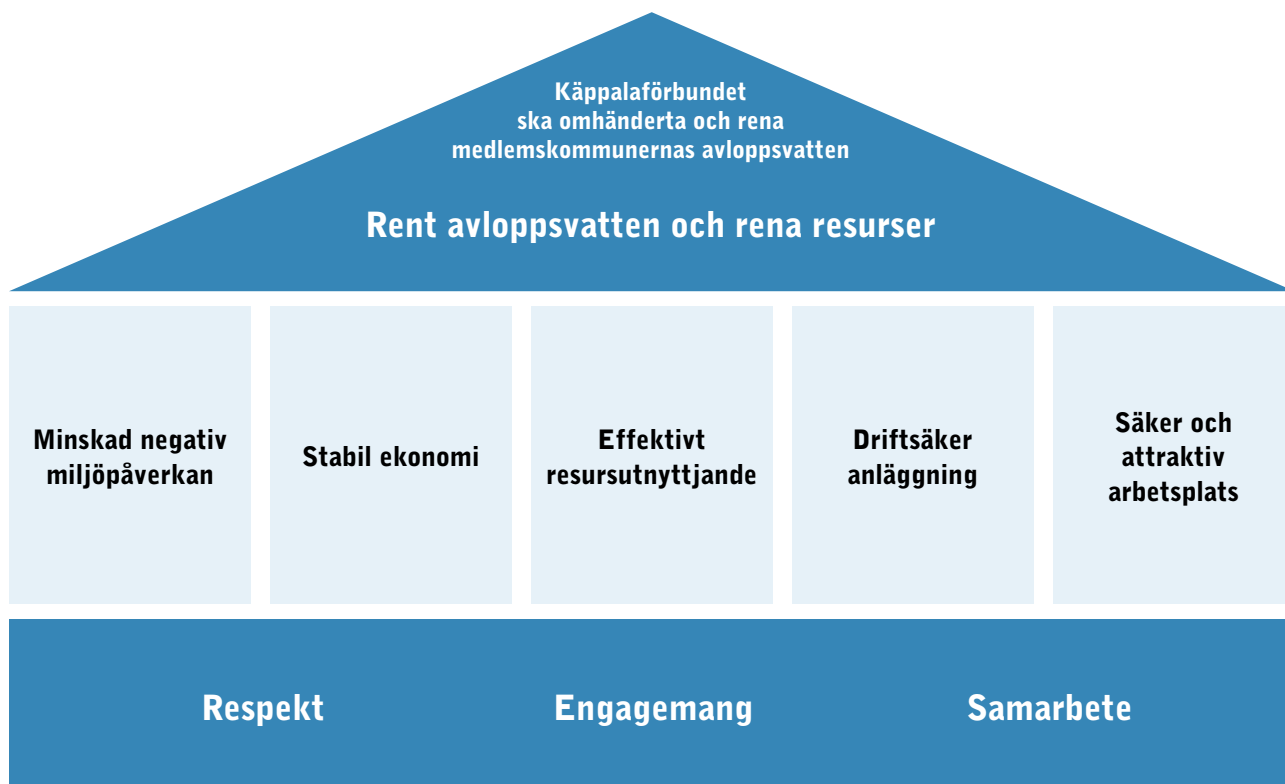 Käppalaförbundet
ska omhänderta och rena
medlemskommunernas avloppsvatten
Rent avloppsvatten och rena resurser
Minskad negativ
miljöpåverkan
Stabil ekonomi
Effektivt
resursutnyttjande
Driftsäker
anläggning
Säker och
attraktiv
arbetsplats
Respekt
Engagemang
Samarbete